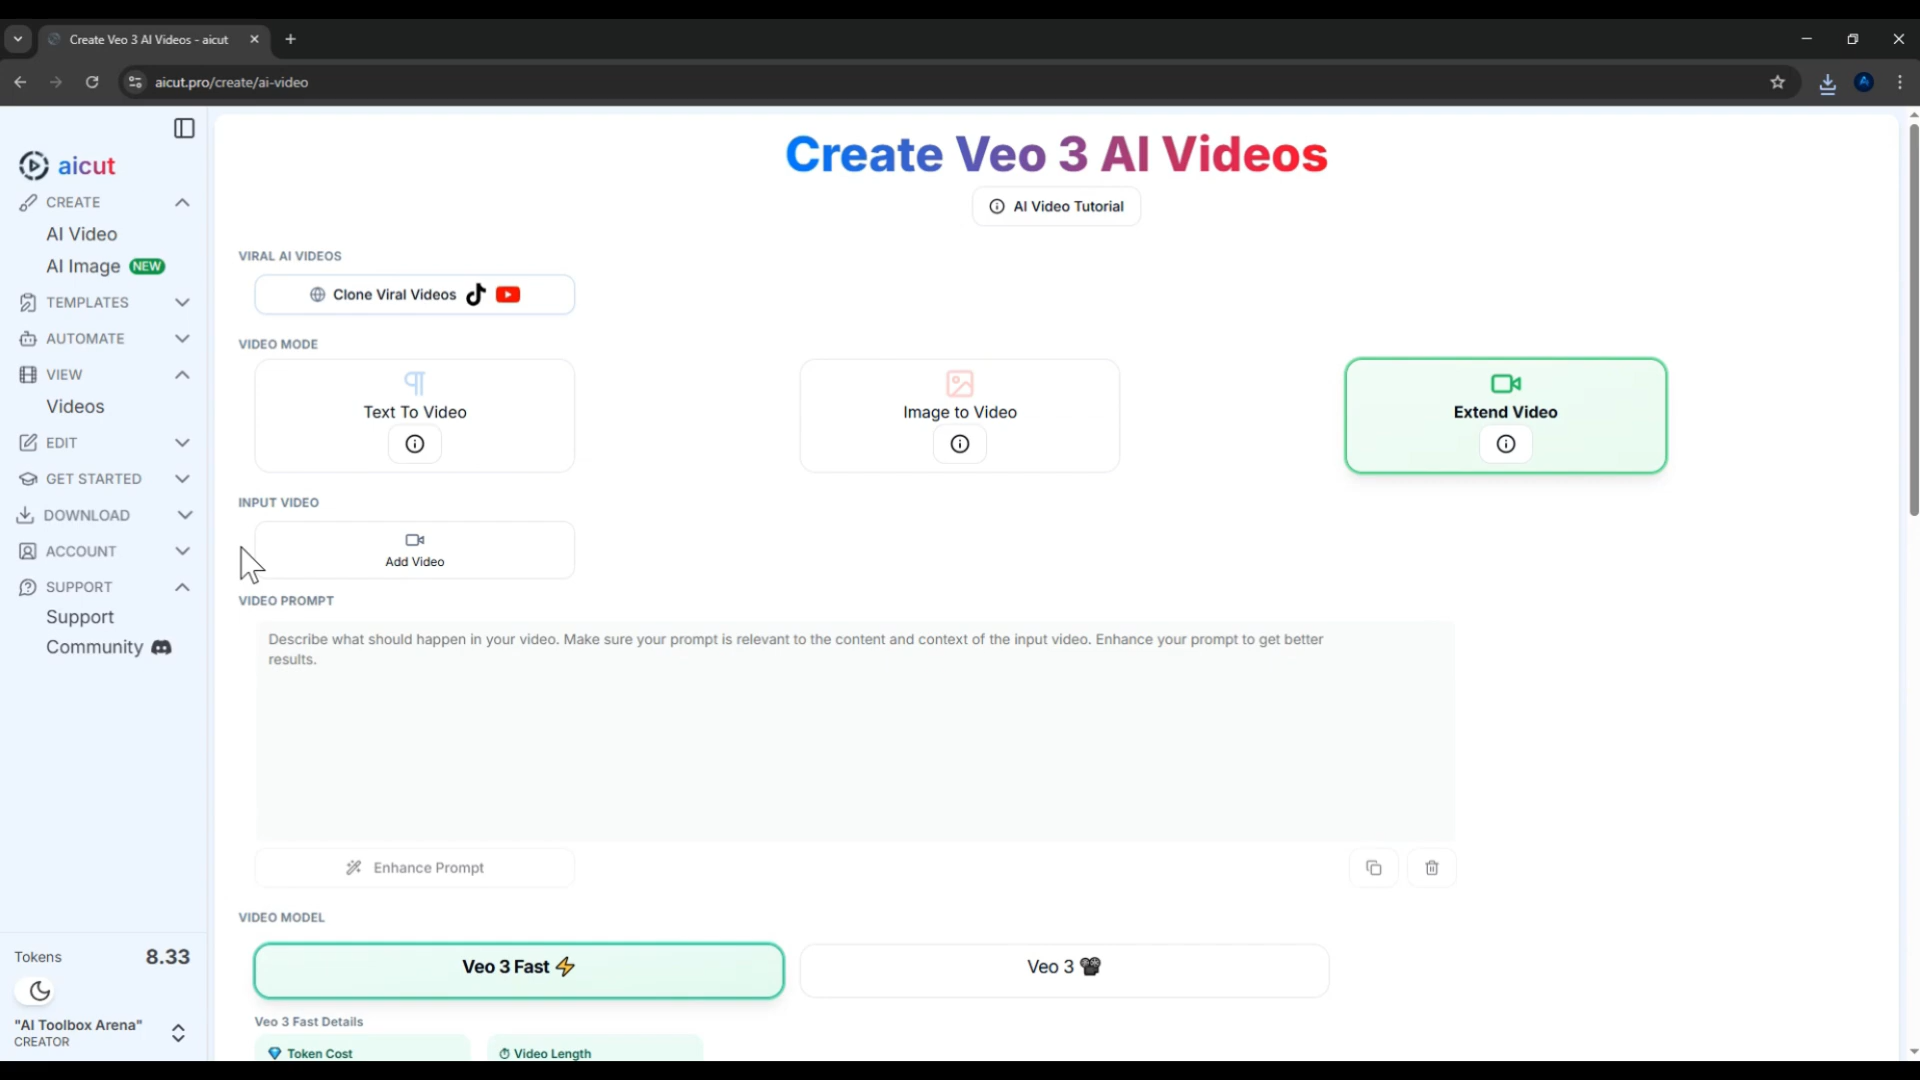 Create Veo 3 AI Videos - aicut
aicut.pro/create/ai-video
aicut
CREATE
AI Video
AI Image NEW
TEMPLATES
AUTOMATE
VIEW
Videos
EDIT
GET STARTED
DOWNLOAD
ACCOUNT
SUPPORT
Support
Community
Tokens 8.33
"AI Toolbox Arena"
CREATOR
Create Veo 3 AI Videos
AI Video Tutorial
VIRAL AI VIDEOS
Clone Viral Videos
VIDEO MODE
Text To Video
Image to Video
Extend Video
INPUT VIDEO
Add Video
VIDEO PROMPT
Describe what should happen in your video. Make sure your prompt is relevant to the content and context of the input video. Enhance your prompt to get better
results.
Enhance Prompt
VIDEO MODEL
Veo 3 Fast
Veo 3
Veo 3 Fast Details
Token Cost
Video Length